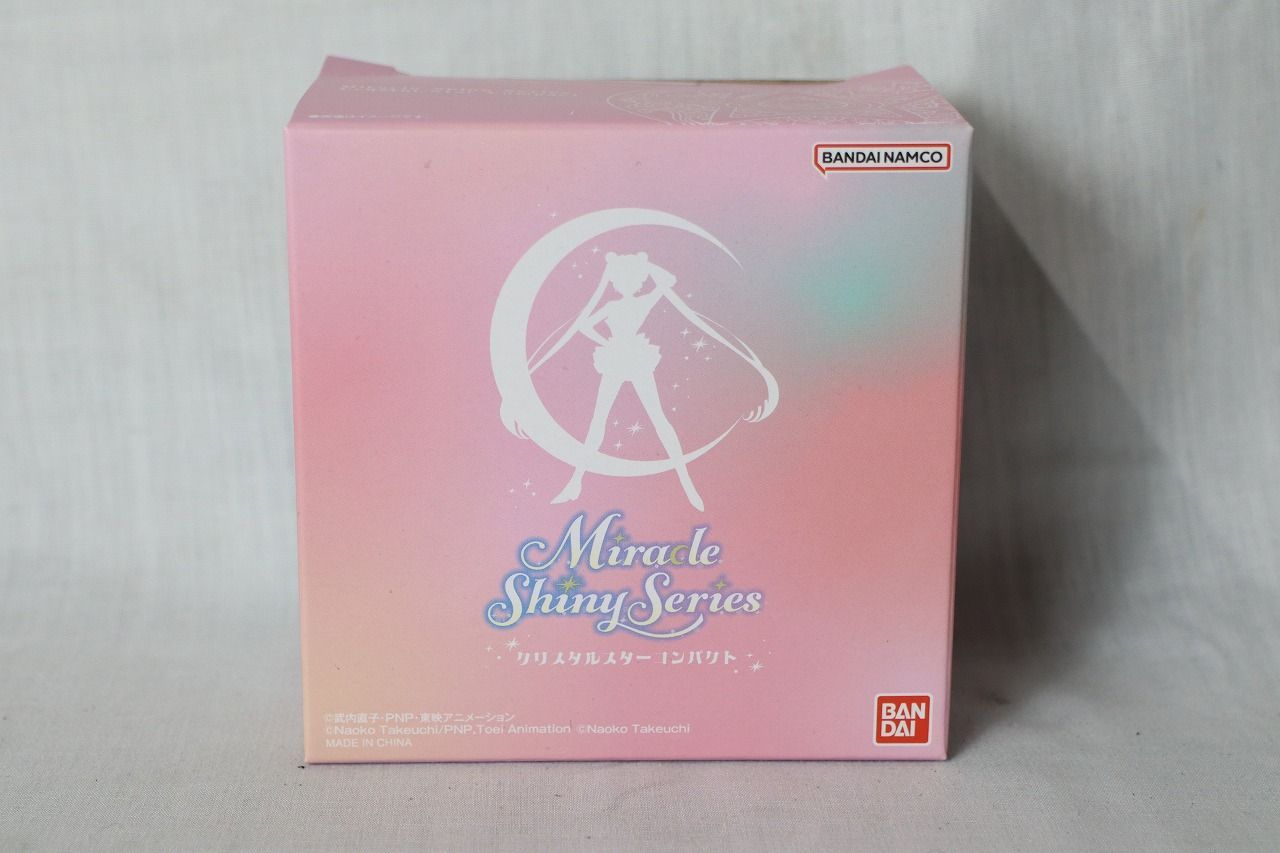 BANDAI NAMCO
Miracle
Shiny Series
クリスタルスターコンパクト
©武内直子・PNP・東映アニメーション
©Naoko Takeuchi/PNP,Toei Animation ©Naoko Takeuchi
MADE IN CHINA
BAN
DAI